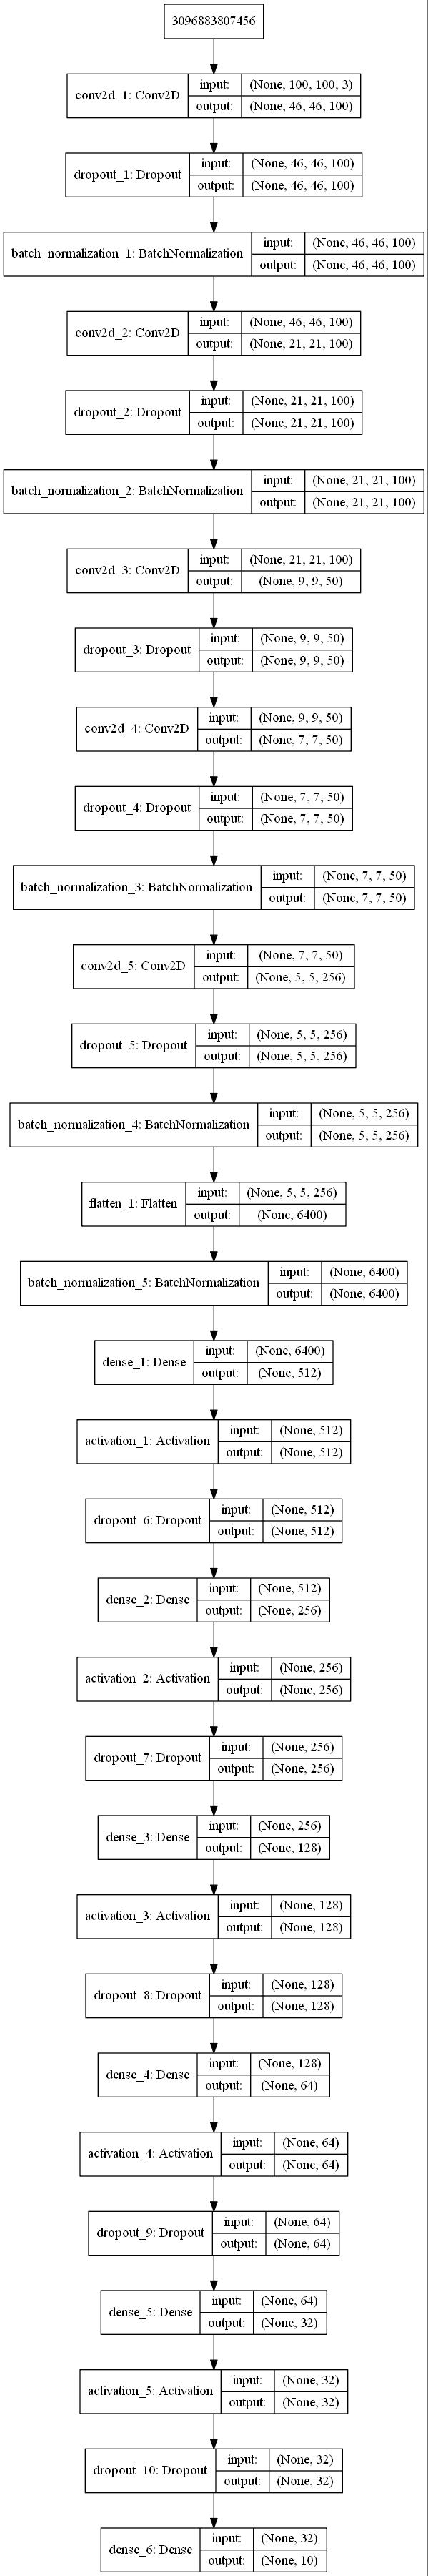 3096883807456
conv2d_1: Conv2D
input:
(None, 100, 100, 3)
output:
(None, 46, 46, 100)
dropout_1: Dropout
input:
(None, 46, 46, 100)
output:
(None, 46, 46, 100)
batch_normalization_1: BatchNormalization
input:
(None, 46, 46, 100)
output:
(None, 46, 46, 100)
conv2d_2: Conv2D
input:
(None, 46, 46, 100)
output:
(None, 21, 21, 100)
dropout_2: Dropout
input:
(None, 21, 21, 100)
output:
(None, 21, 21, 100)
batch_normalization_2: BatchNormalization
input:
(None, 21, 21, 100)
output:
(None, 21, 21, 100)
conv2d_3: Conv2D
input:
(None, 21, 21, 100)
output:
(None, 9, 9, 50)
dropout_3: Dropout
input:
(None, 9, 9, 50)
output:
(None, 9, 9, 50)
conv2d_4: Conv2D
input:
(None, 9, 9, 50)
output:
(None, 7, 7, 50)
dropout_4: Dropout
input:
(None, 7, 7, 50)
output:
(None, 7, 7, 50)
batch_normalization_3: BatchNormalization
input:
(None, 7, 7, 50)
output:
(None, 7, 7, 50)
conv2d_5: Conv2D
input:
(None, 7, 7, 50)
output:
(None, 5, 5, 256)
dropout_5: Dropout
input:
(None, 5, 5, 256)
output:
(None, 5, 5, 256)
batch_normalization_4: BatchNormalization
input:
(None, 5, 5, 256)
output:
(None, 5, 5, 256)
flatten_1: Flatten
input:
(None, 5, 5, 256)
output:
(None, 6400)
batch_normalization_5: BatchNormalization
input:
(None, 6400)
output:
(None, 6400)
dense_1: Dense
input:
(None, 6400)
output:
(None, 512)
activation_1: Activation
input:
(None, 512)
output:
(None, 512)
dropout_6: Dropout
input:
(None, 512)
output:
(None, 512)
dense_2: Dense
input:
(None, 512)
output:
(None, 256)
activation_2: Activation
input:
(None, 256)
output:
(None, 256)
dropout_7: Dropout
input:
(None, 256)
output:
(None, 256)
dense_3: Dense
input:
(None, 256)
output:
(None, 128)
activation_3: Activation
input:
(None, 128)
output:
(None, 128)
dropout_8: Dropout
input:
(None, 128)
output:
(None, 128)
dense_4: Dense
input:
(None, 128)
output:
(None, 64)
activation_4: Activation
input:
(None, 64)
output:
(None, 64)
dropout_9: Dropout
input:
(None, 64)
output:
(None, 64)
dense_5: Dense
input:
(None, 64)
output:
(None, 32)
activation_5: Activation
input:
(None, 32)
output:
(None, 32)
dropout_10: Dropout
input:
(None, 32)
output:
(None, 32)
dense_6: Dense
input:
(None, 32)
output:
(None, 10)